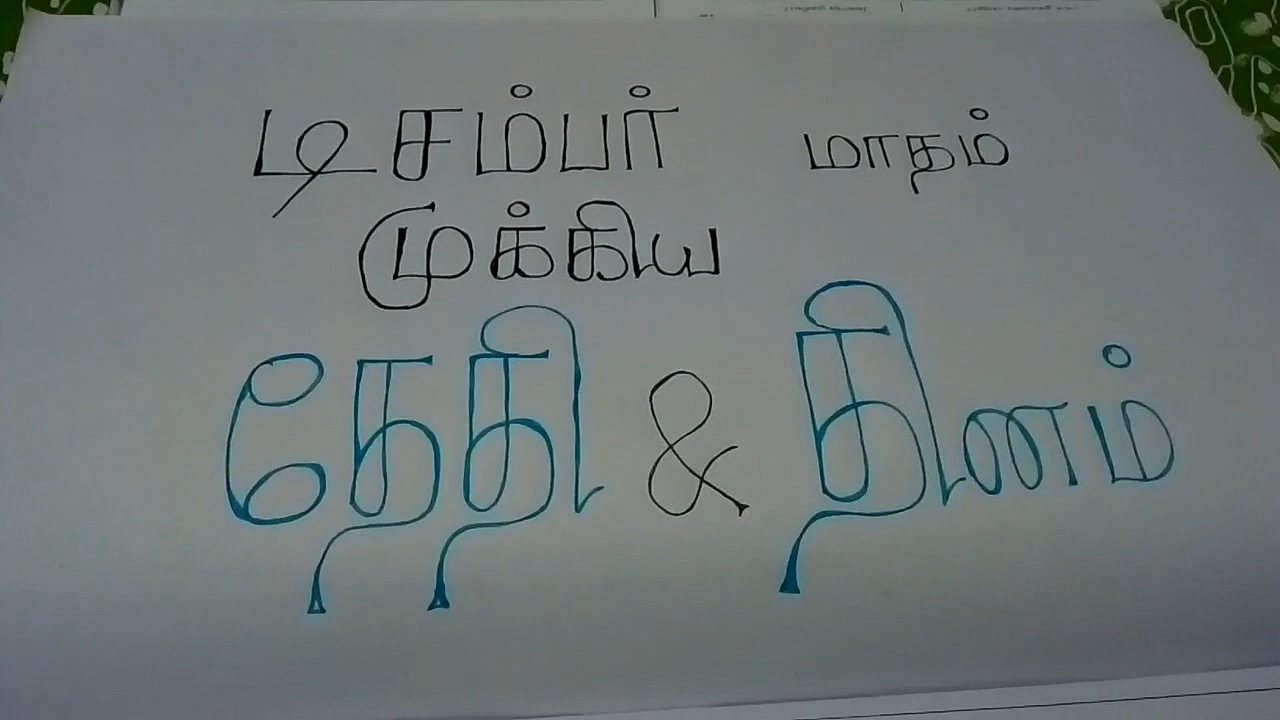 டிசம்பர் மாதம்
முக்கிய
தேதி & தினம்